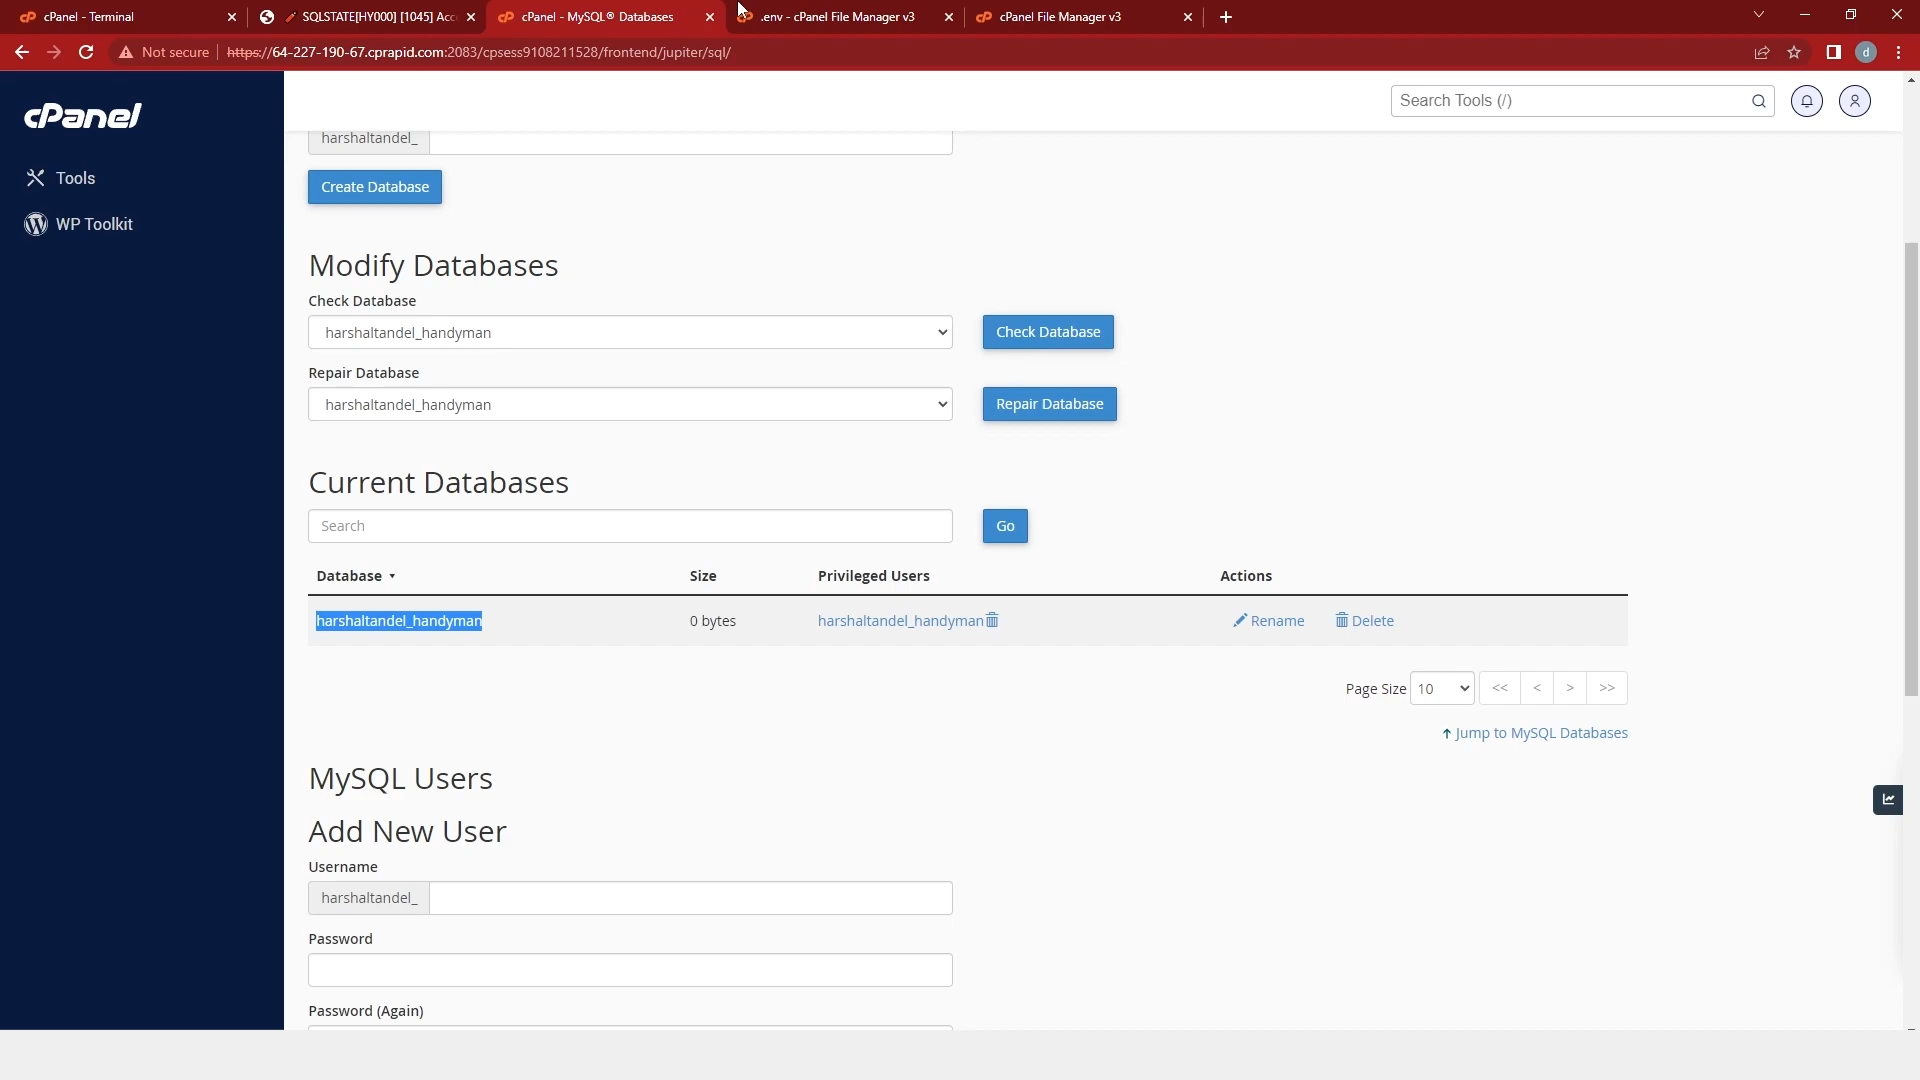 cPanel - Terminal
SQLSTATE[HY000] [1045] Acc
cPanel - MySQL® Databases
.env - cPanel File Manager v3
cPanel File Manager v3
Not secure
https://64-227-190-67.cprapid.com:2083/cpsess9108211528/frontend/jupiter/sql/
d
cPanel
Search Tools (/)
Tools
WP Toolkit
harshaltandel_
Create Database
Modify Databases
Check Database
harshaltandel_handyman
Check Database
Repair Database
harshaltandel_handyman
Repair Database
Current Databases
Search
Go
Database Size Privileged Users Actions
harshaltandel_handyman 0 bytes harshaltandel_handyman Rename Delete
Page Size 10 << < > >>
Jump to MySQL Databases
MySQL Users
Add New User
Username
harshaltandel_
Password
Password (Again)